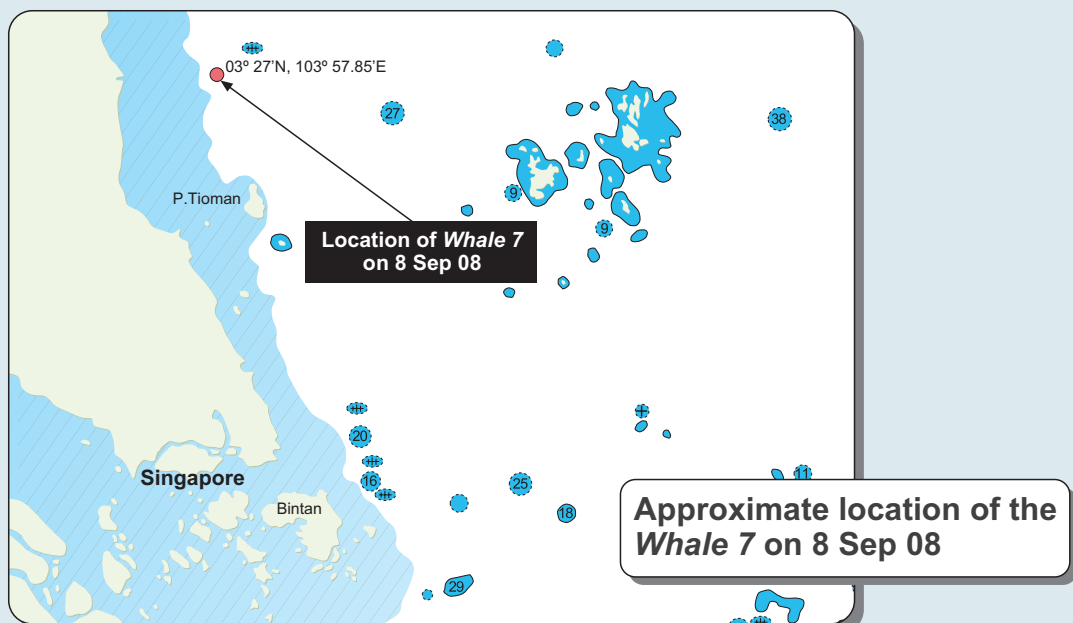 03º 27’N, 103º 57.85’E
27
38
P.Tioman
9
9
Location of Whale 7
on 8 Sep 08
20
Singapore
16
25
11
Bintan
18
Approximate location of the
Whale 7 on 8 Sep 08
29